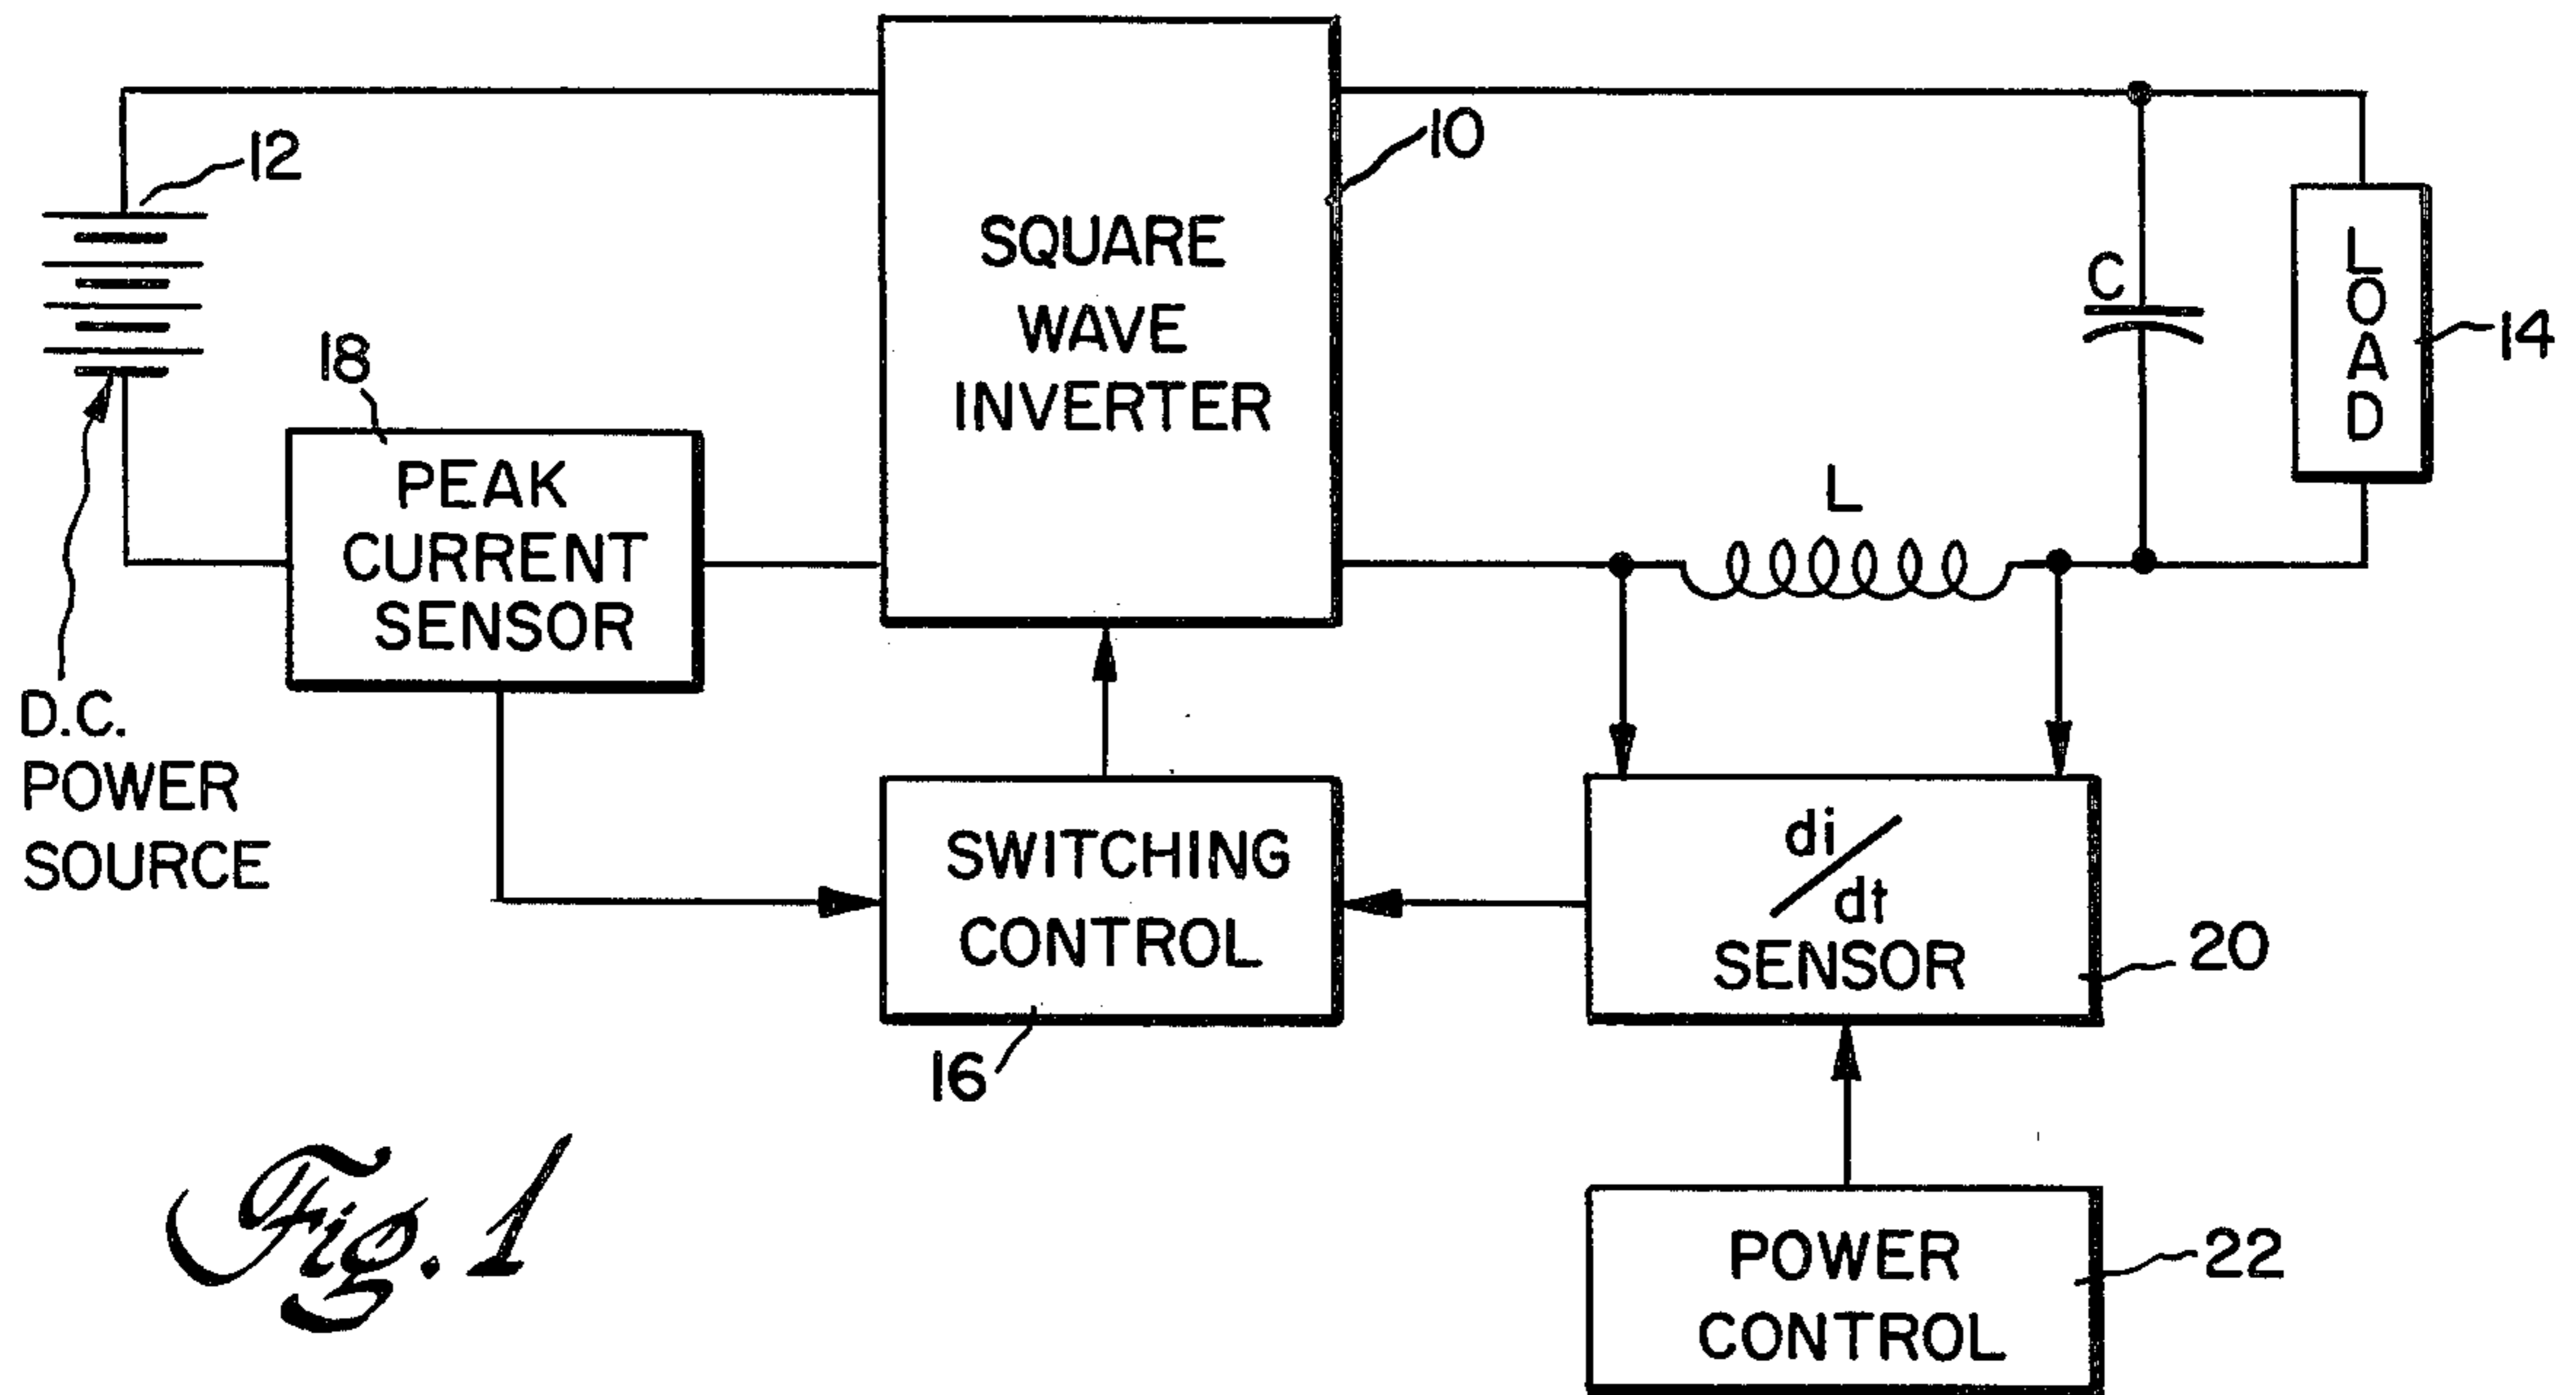 12
10
SQUARE
WAVE
INVERTER
C
LOAD
14
18
PEAK
CURRENT
SENSOR
L
D.C.
POWER
SOURCE
SWITCHING
CONTROL
16
di/dt
SENSOR
20
POWER
CONTROL
22
Fig. 1